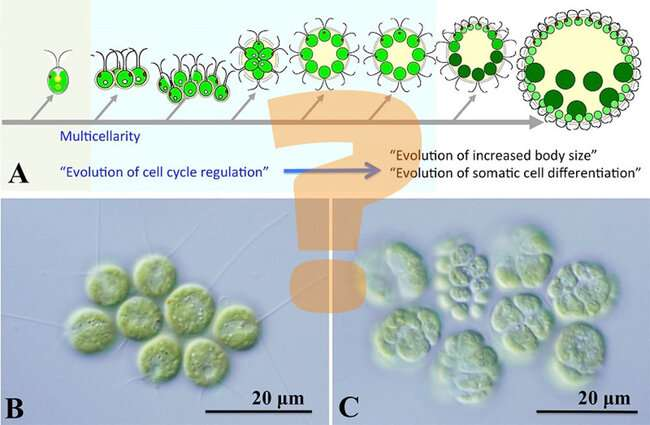 Multicellarity
A
"Evolution of cell cycle regulation"
“Evolution of increased body size”
“Evolution of somatic cell differentiation”
?
B
20 μm
C
20 μm